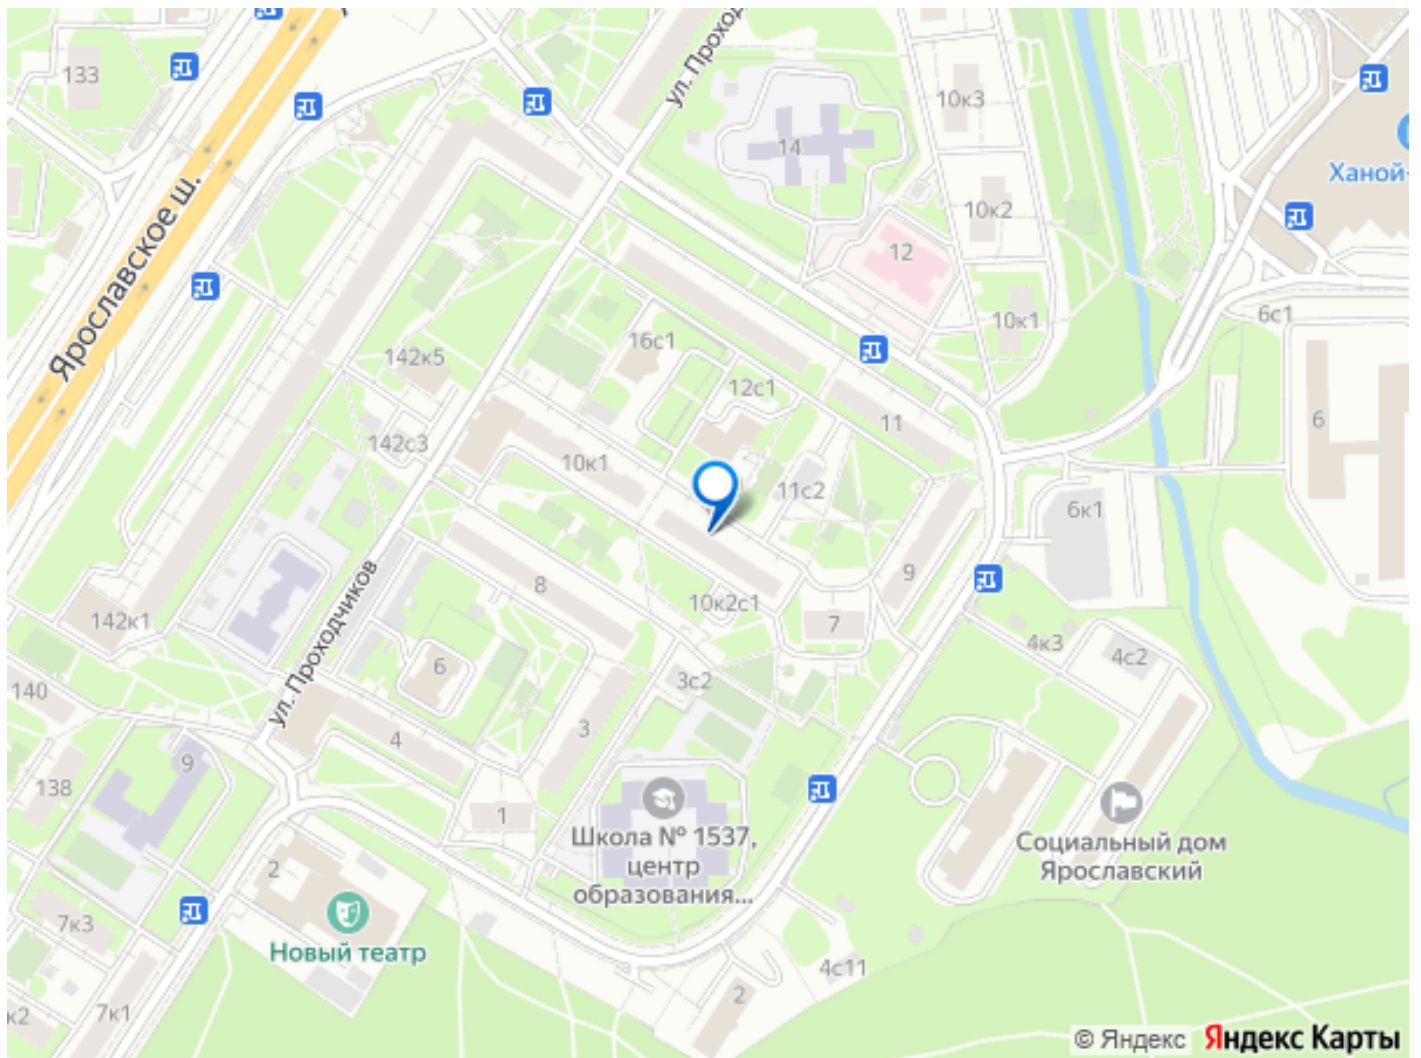 133
ул. Проход
10к3
14
Ханой-
Ярославское ш.
10к2
12
6с1
10к1
16с1
142к5
12с1
11
6
142с3
10к1
11с2
6к1
8
9
10к2с1
142к1
7
ул. Проходчиков
6
4к3
4с2
3с2
140
3
4
9
138
1
Школа № 1537,
центр
образования...
Социальный дом
Ярославский
2
7к3
Новый театр
4с11
2
к2
7к1
© Яндекс
Яндекс Карты